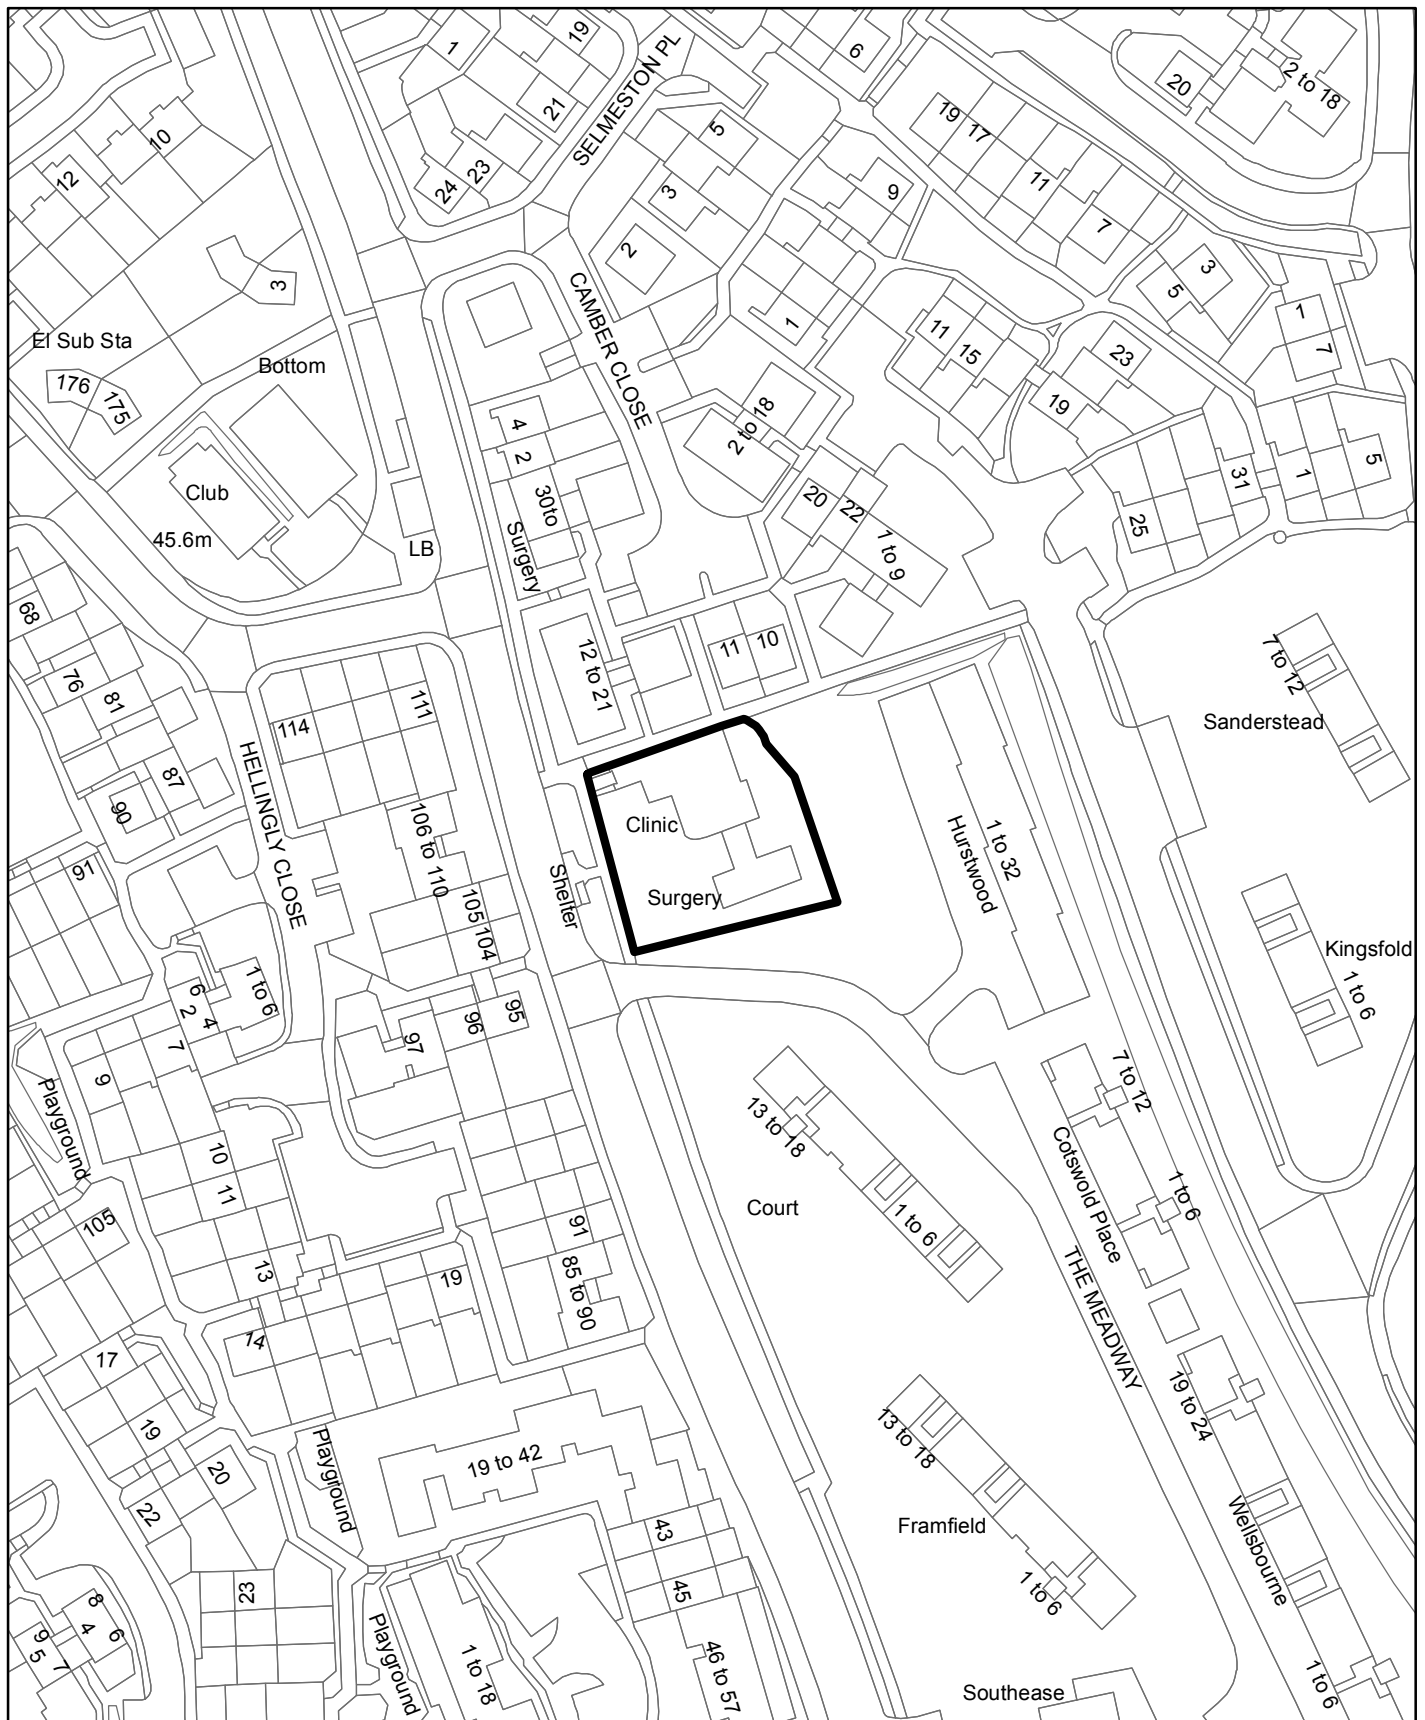 1
19
21
SELMESTON PL
24
23
10
12
3
El Sub Sta
176
175
Bottom
Club
45.6m
LB
6
5
3
2
9
1
CAMBER CLOSE
19
17
11
7
20
2 to 18
3
5
1
7
11
15
23
19
4
2
30to
Surgery
2 to 18
20
22
1 to 9
25
31
1
5
68
76
81
87
90
91
114
111
HELLINGLY CLOSE
106 to 110
105
104
12 to 21
11
10
Clinic
Surgery
Shelter
Hurstwood
1 to 32
7 to 12
Sanderstead
Kingsfold
1 to 6
1 to 6
6
2
4
7
9
Playground
97
96
95
10
11
13
105
14
19
17
19
20
22
91
85 to 90
13 to 18
Court
1 to 6
7 to 12
Cotswold Place
1 to 6
THE MEADWAY
19 to 24
Wellsbourne
1 to 6
13 to 18
Framfield
1 to 6
Southease
Playground
19 to 42
43
45
46 to 57
23
8
4
6
9
5
7
Playground
1 to 18